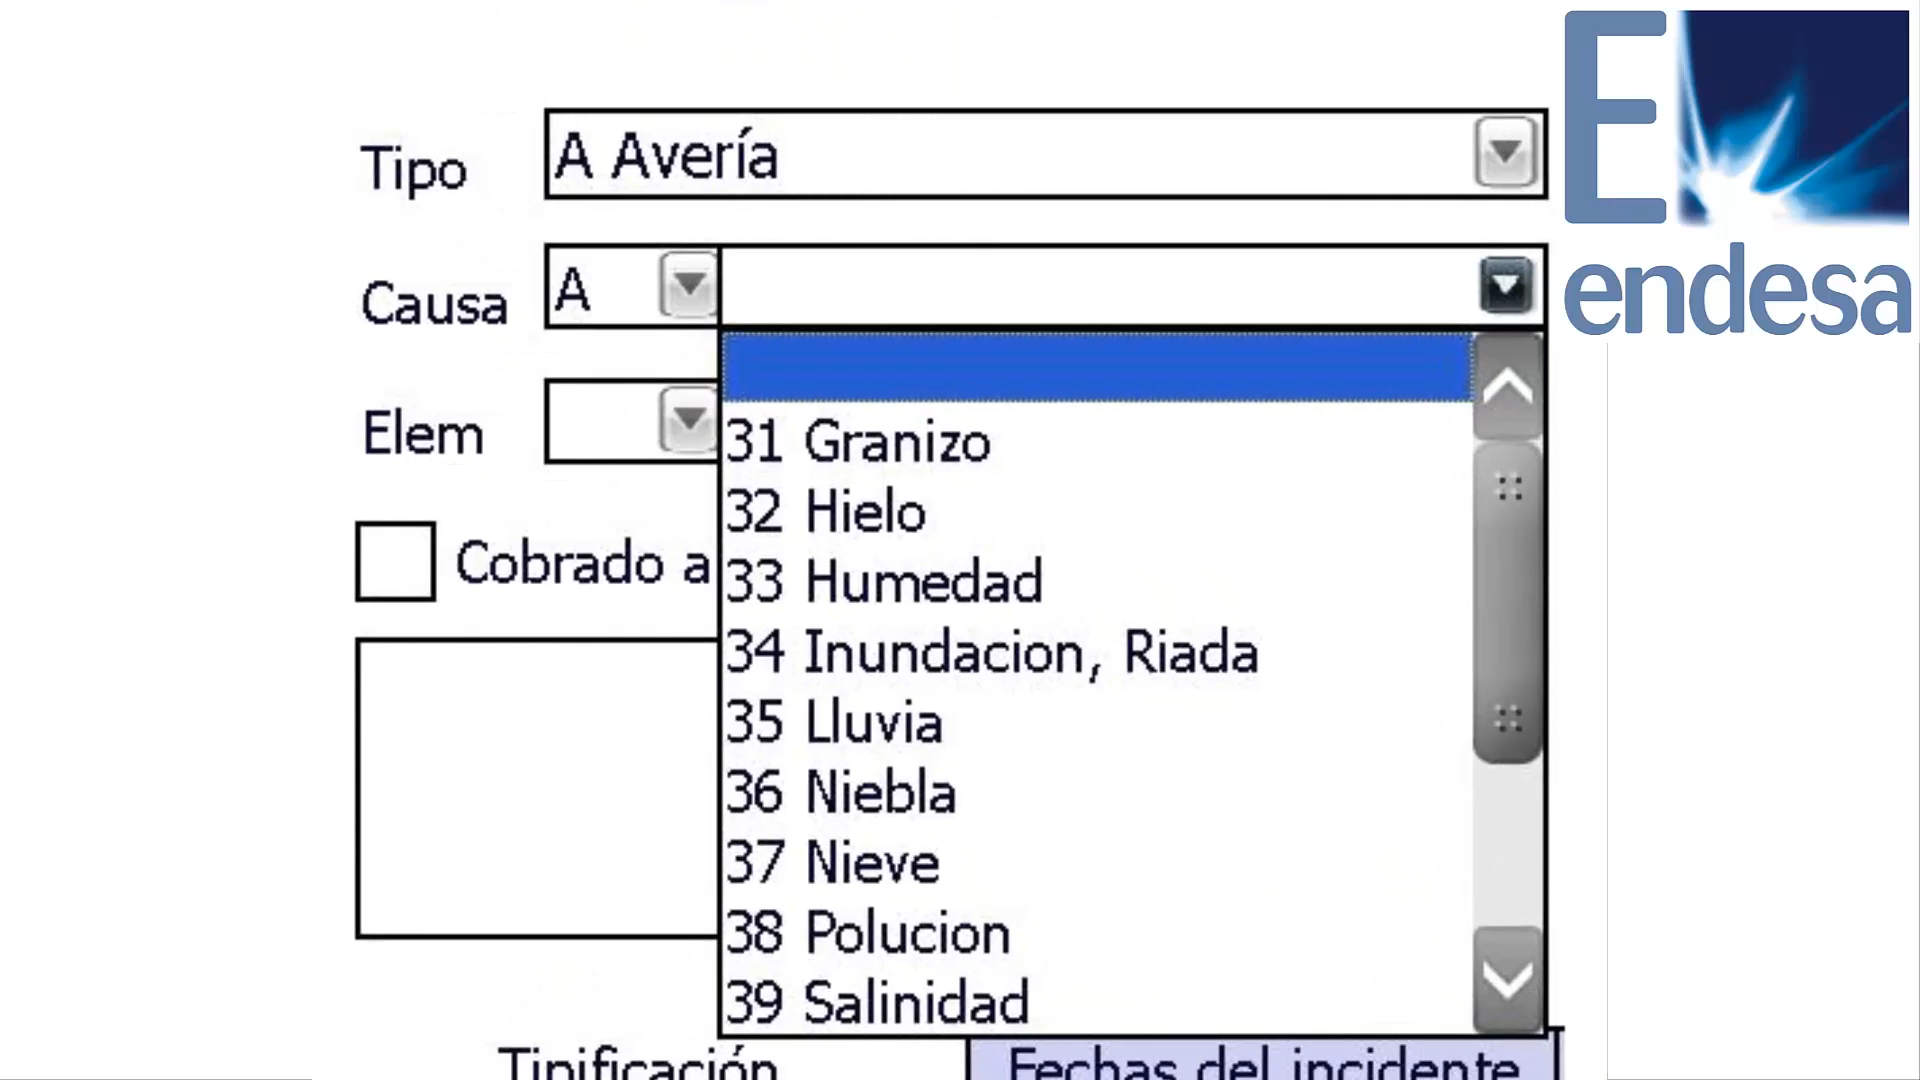 E
endesa
Tipo
A Avería
Causa
A
Elem
31 Granizo
32 Hielo
33 Humedad
Cobrado a
34 Inundacion, Riada
35 Lluvia
36 Niebla
37 Nieve
38 Polucion
39 Salinidad
Tipificación
Fechas del incidente